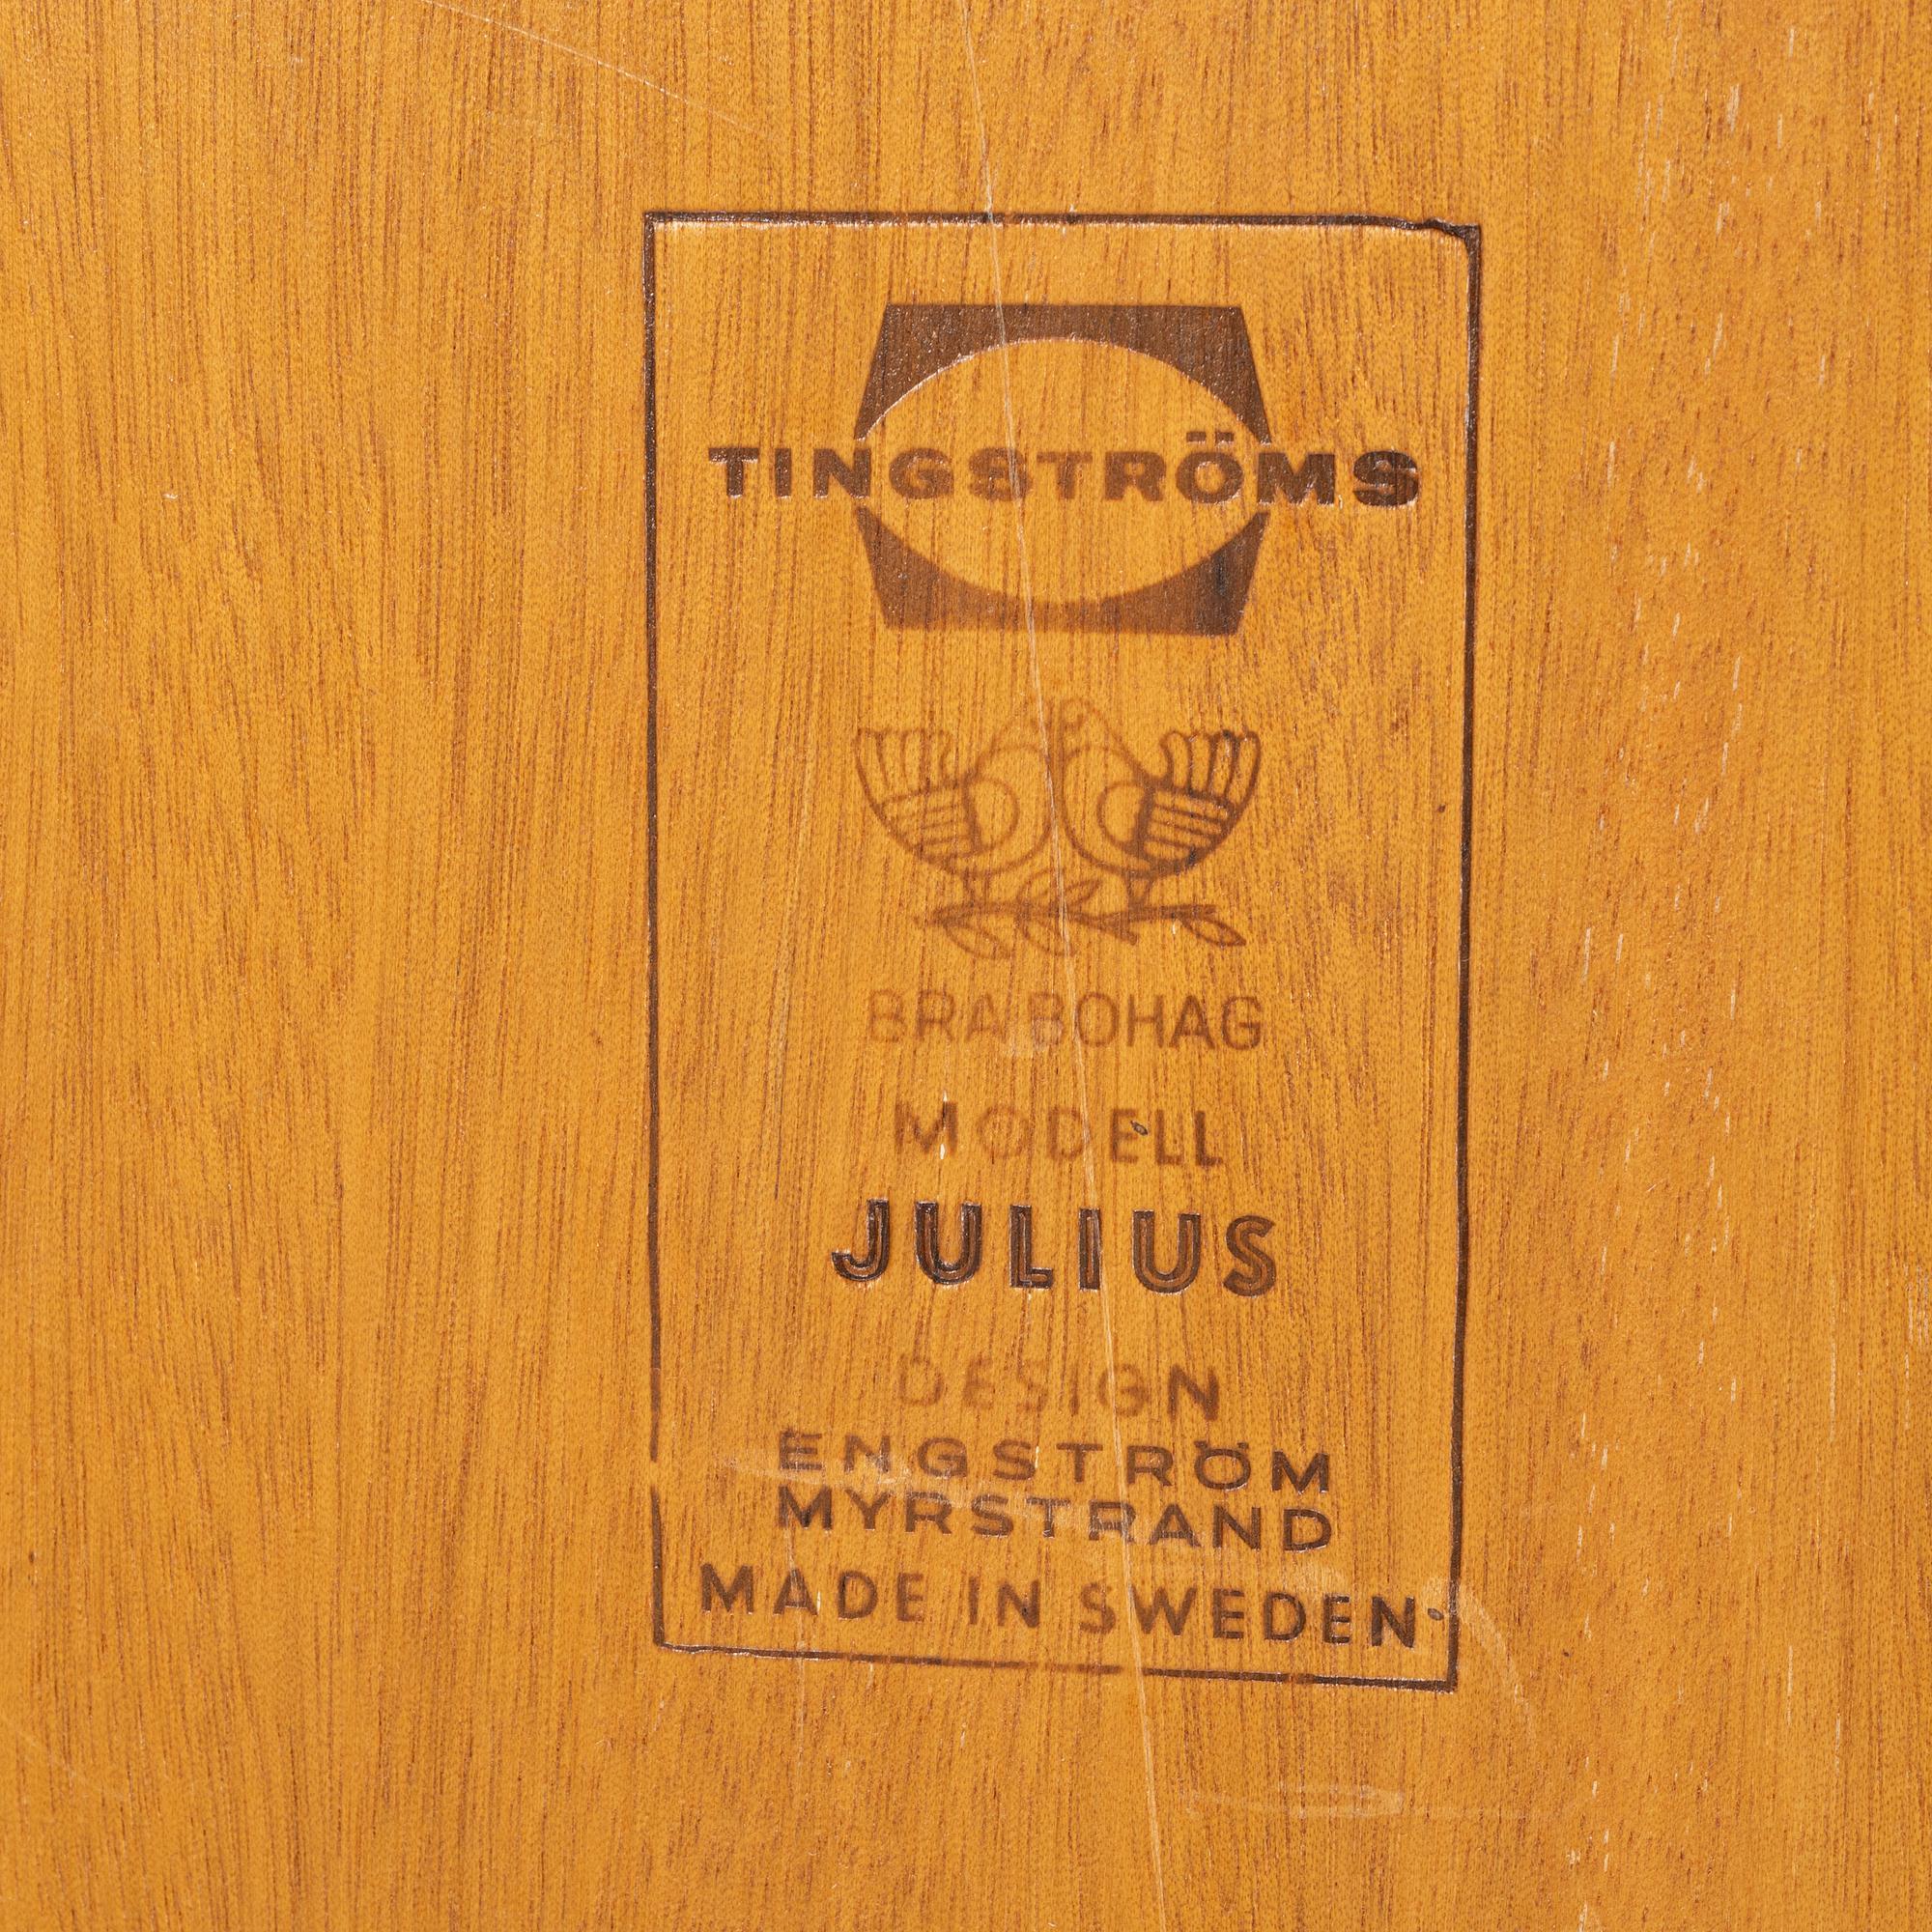 TINGSTRÖMS
BRA BOHAG
MODELL
JULIUS
DESIGN
ENGSTRÖM
MYRSTRAND
MADE IN SWEDEN